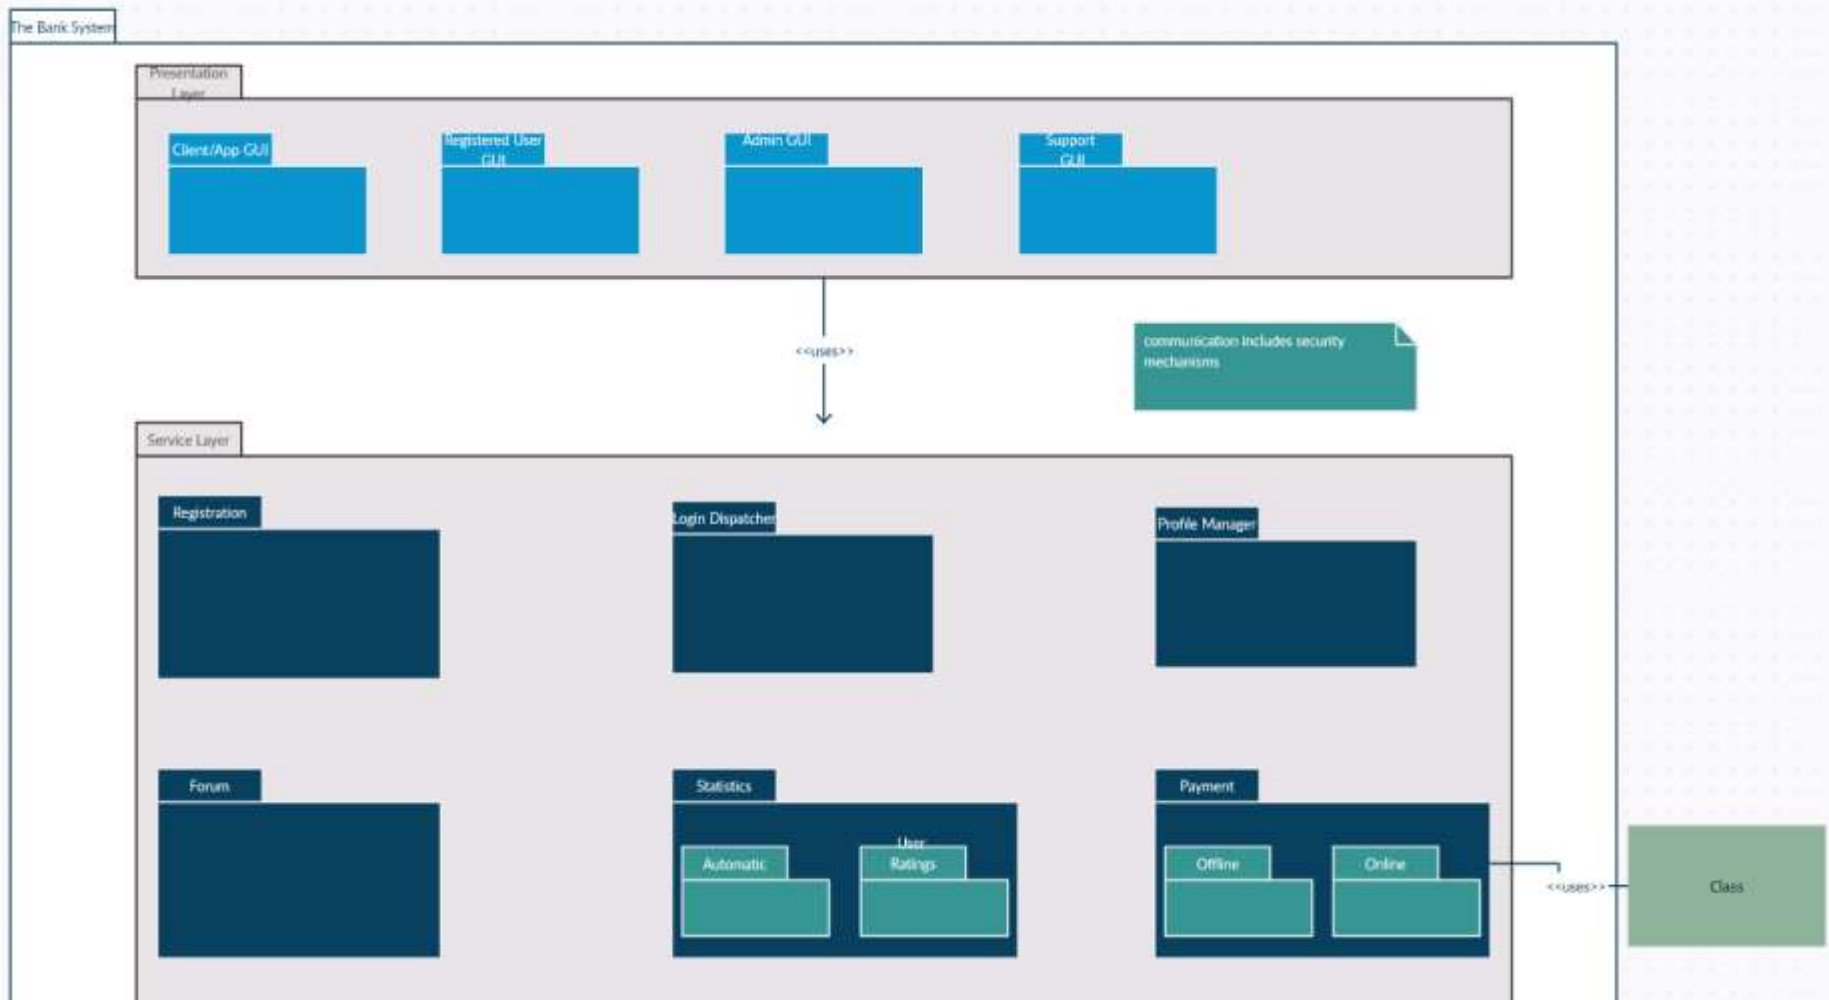 The Bank System
Presentation
Layer
Client/App GUI
Registered User
GUI
Admin GUI
Support
GUI
<<uses>>
communication includes security
mechanisms
Service Layer
Registration
Login Dispatcher
Profile Manager
Forum
Statistics
Payment
Automatic
User
Ratings
Offline
Online
<<uses>>
Class